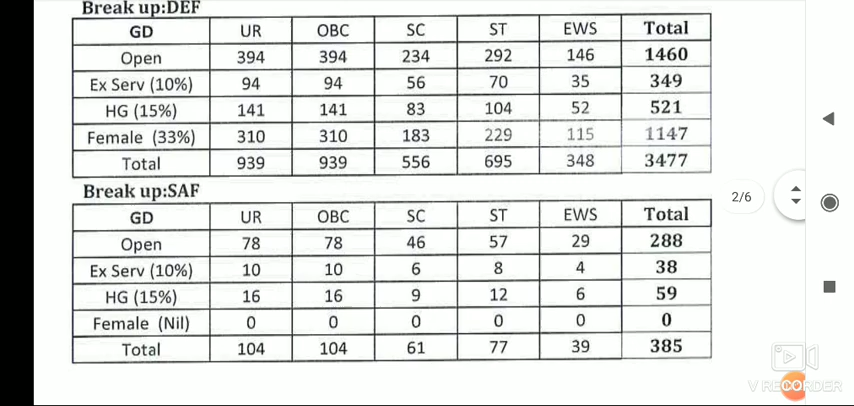 Break up:DEF
GD UR OBC SC ST EWS Total
Open 394 394 234 292 146 1460
Ex Serv (10%) 94 94 56 70 35 349
HG (15%) 141 141 83 104 52 521
Female (33%) 310 310 183 229 115 1147
Total 939 939 556 695 348 3477
Break up:SAF
GD UR OBC SC ST EWS Total
Open 78 78 46 57 29 288
Ex Serv (10%) 10 10 6 8 4 38
HG (15%) 16 16 9 12 6 59
Female (Nil) 0 0 0 0 0 0
Total 104 104 61 77 39 385
2/6
V RECORDER